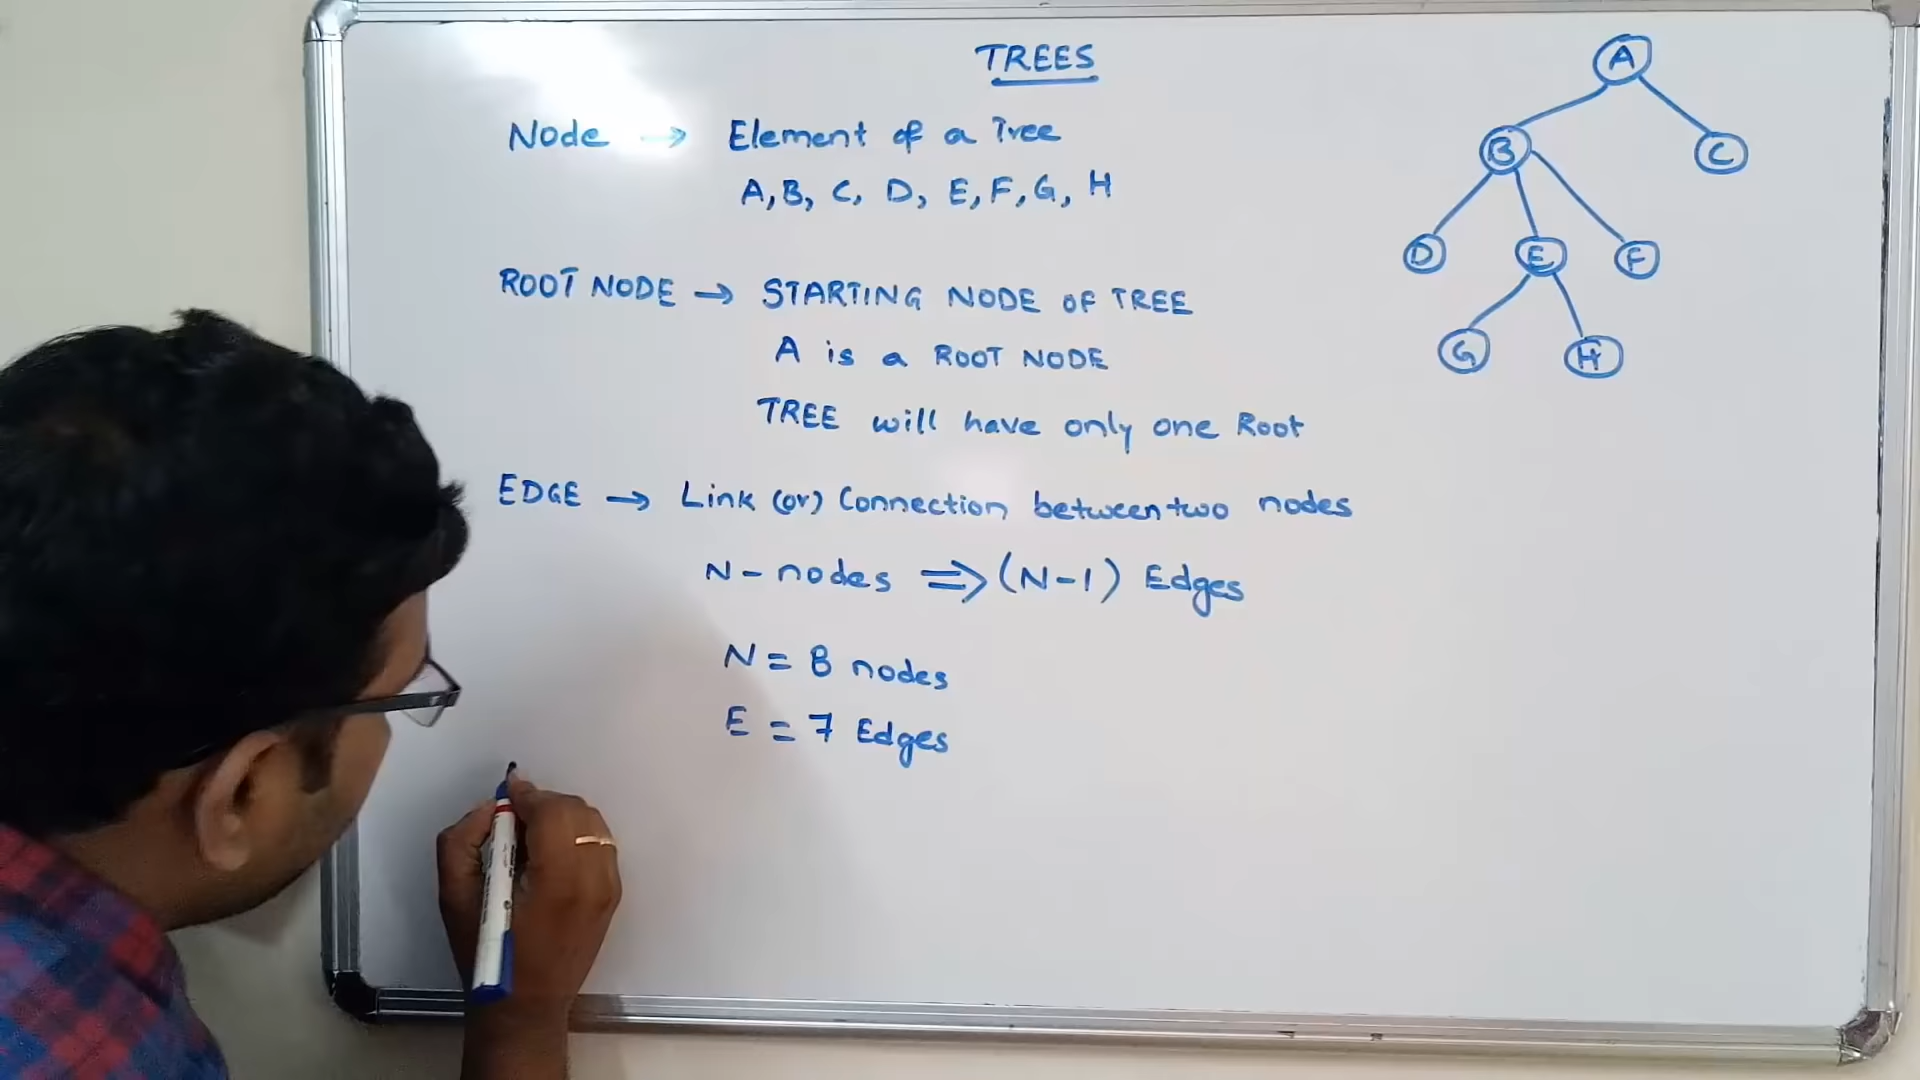 TREES
Node → Element of a Tree
A, B, C, D, E, F, G, H
ROOT NODE → STARTING NODE OF TREE
A is a ROOT NODE
TREE will have only one Root
EDGE → Link (or) Connection between two nodes
N - nodes ⇒ (N-1) Edges
N = 8 nodes
E = 7 Edges
A
B C
D E F
G H